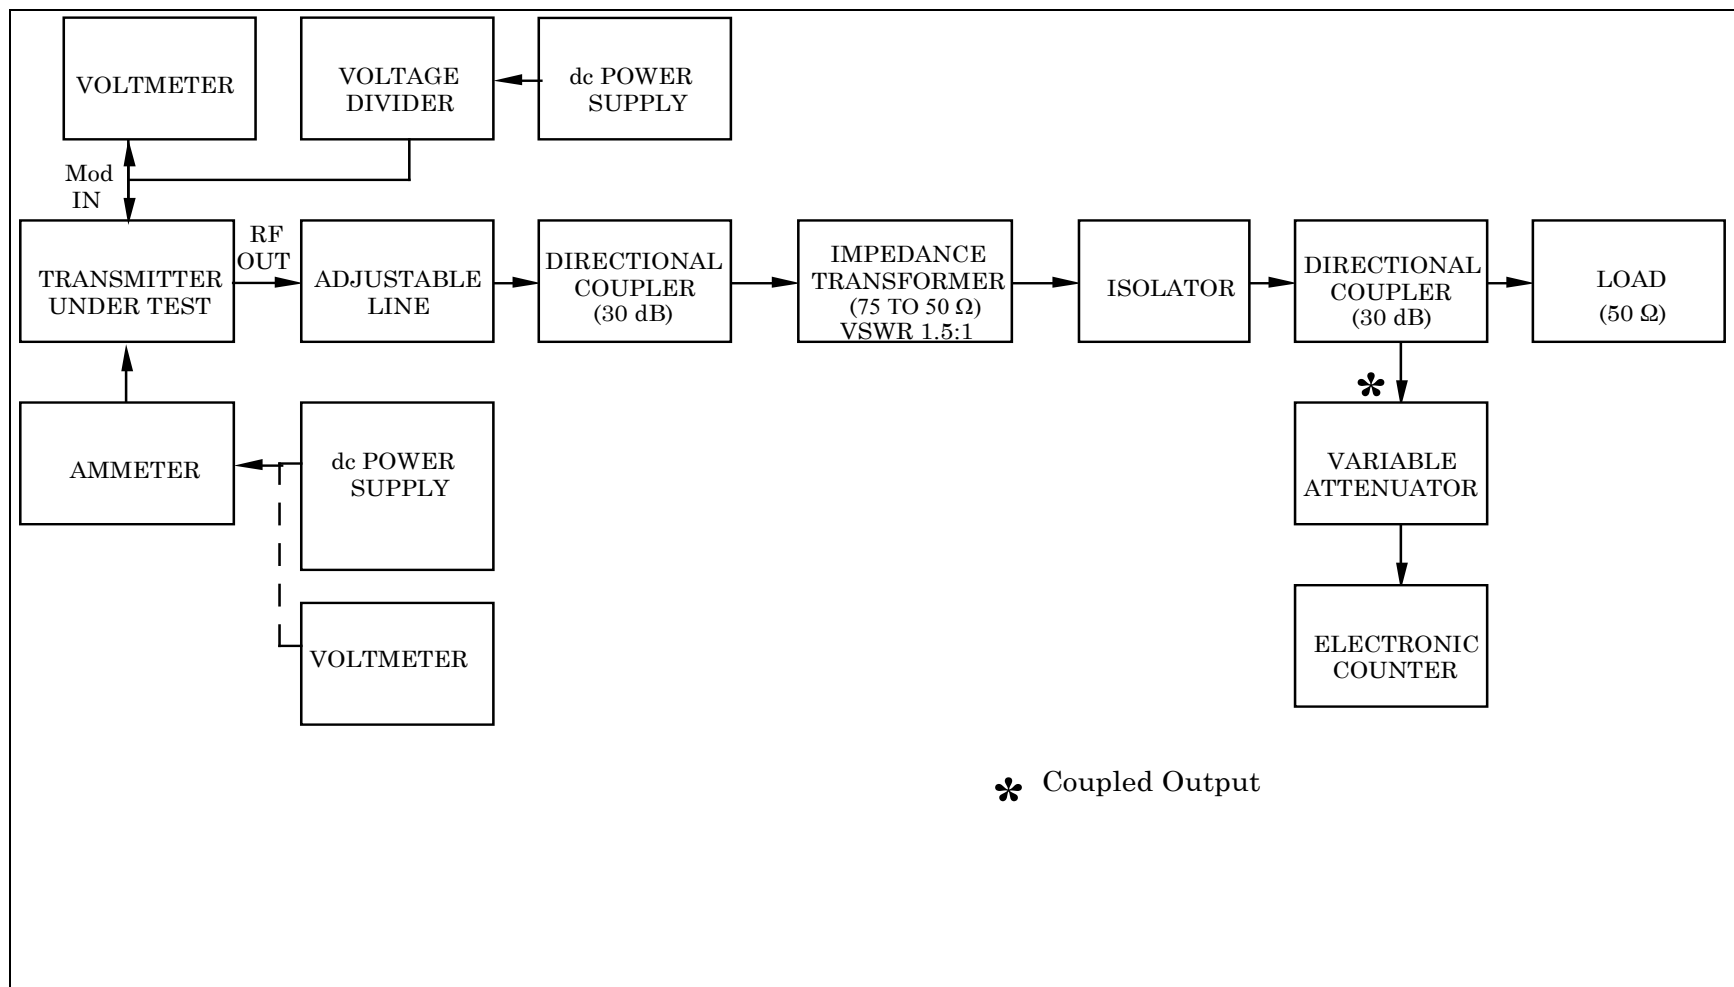 VOLTMETER
VOLTAGE
DIVIDER
dc POWER
SUPPLY
Mod
IN
TRANSMITTER
UNDER TEST
RF
OUT
ADJUSTABLE
LINE
DIRECTIONAL
COUPLER
(30 dB)
IMPEDANCE
TRANSFORMER
(75 TO 50 Ω)
VSWR 1.5:1
ISOLATOR
DIRECTIONAL
COUPLER
(30 dB)
LOAD
(50 Ω)
*
AMMETER
dc POWER
SUPPLY
VARIABLE
ATTENUATOR
VOLTMETER
ELECTRONIC
COUNTER
* Coupled Output